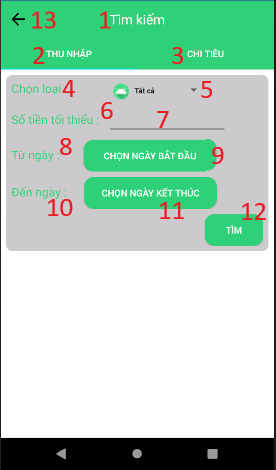 13 1 Tìm kiếm
2 THU NHẬP 3 CHI TIÊU
Chọn loại 4 Tất cả 5
Số tiền tối thiểu : 6 7
Từ ngày : 8 CHỌN NGÀY BẮT ĐẦU 9
Đến ngày : 10 CHỌN NGÀY KẾT THÚC 11
TÌM 12